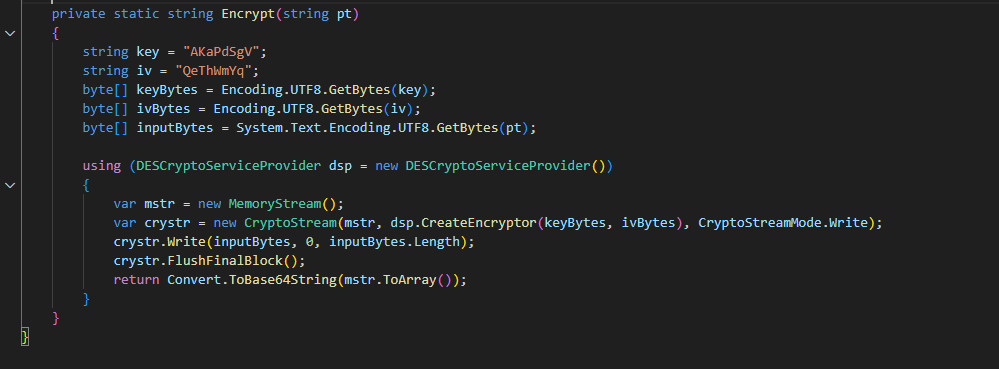 private static string Encrypt(string pt)
{
string key = "AKaPdSgV";
string iv = "QeThWmYq";
byte[] keyBytes = Encoding.UTF8.GetBytes(key);
byte[] ivBytes = Encoding.UTF8.GetBytes(iv);
byte[] inputBytes = System.Text.Encoding.UTF8.GetBytes(pt);
using (DESCryptoServiceProvider dsp = new DESCryptoServiceProvider())
{
var mstr = new MemoryStream();
var crystr = new CryptoStream(mstr, dsp.CreateEncryptor(keyBytes, ivBytes), CryptoStreamMode.Write);
crystr.Write(inputBytes, 0, inputBytes.Length);
crystr.FlushFinalBlock();
return Convert.ToBase64String(mstr.ToArray());
}
}
}